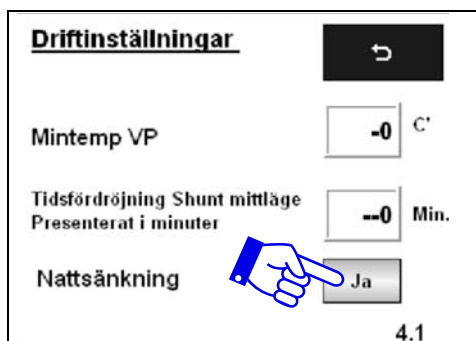 Driftinställningar
Mintemp VP
-0 C'
Tidsfördröjning Shunt mittläge
Presenterat i minuter
--0 Min.
Nattsänkning
Ja
4.1